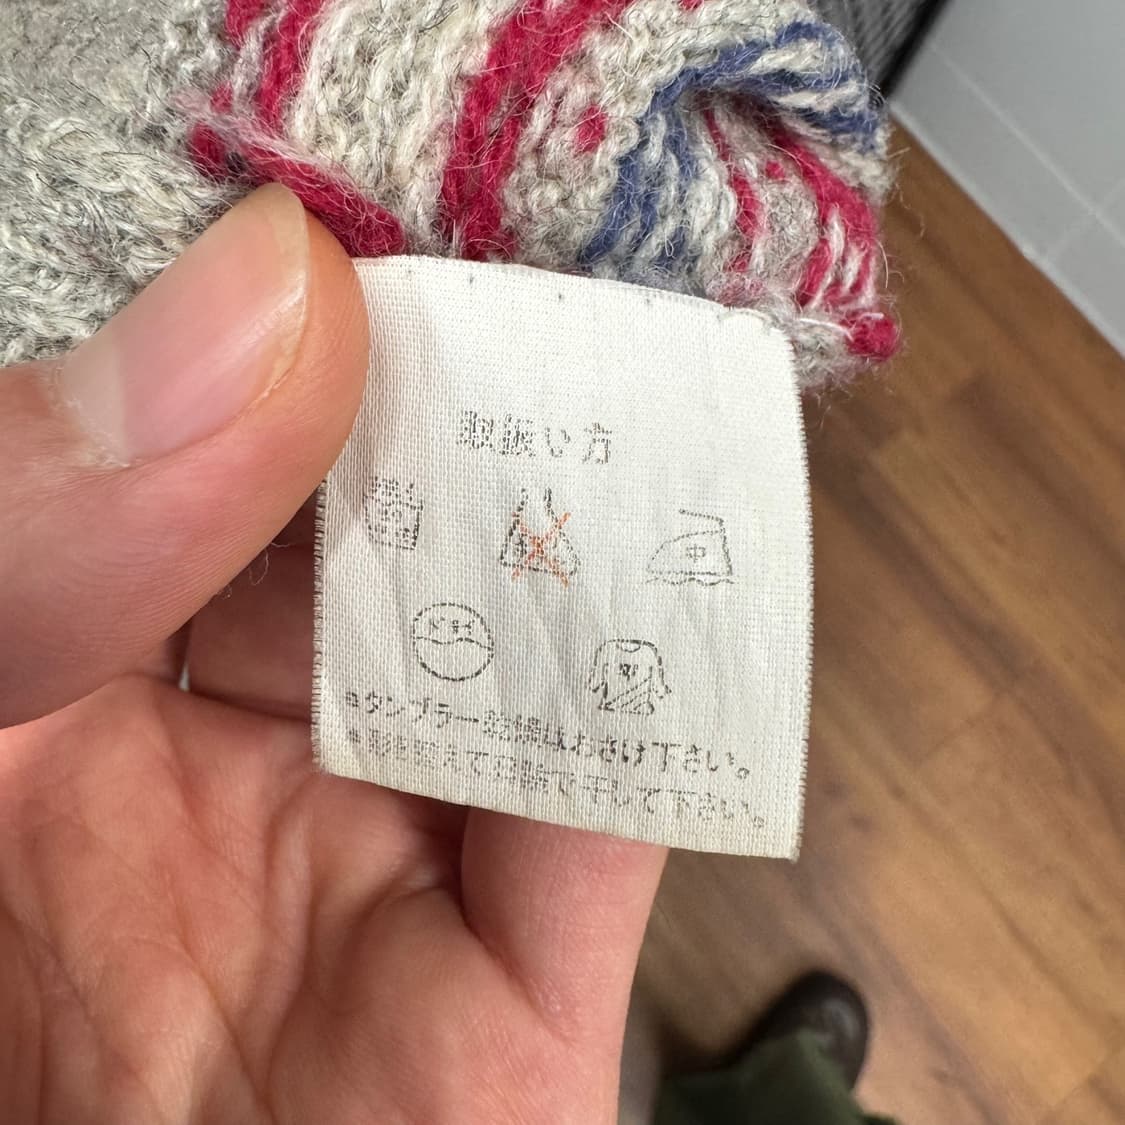 取扱い方
中
ドライ
タンブラー乾燥はおさけ下さい。
形を整えて日陰で干して下さい。